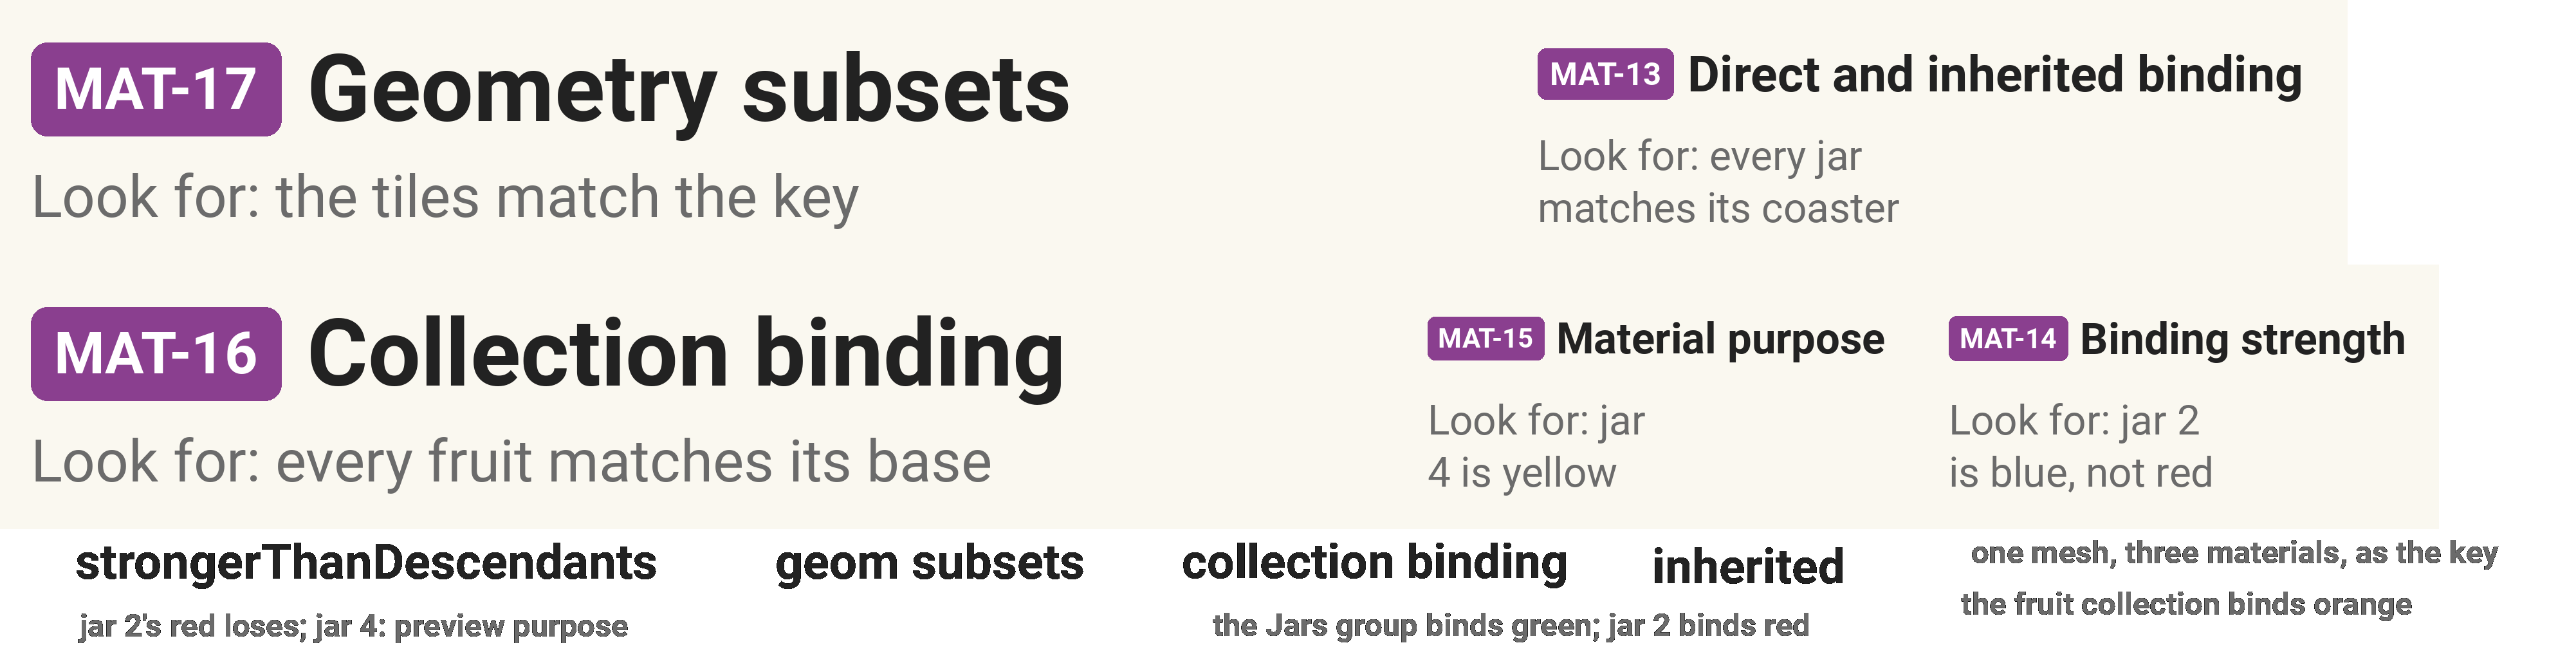 MAT-17 Geometry subsets
Look for: the tiles match the key
MAT-13 Direct and inherited binding
Look for: every jar
matches its coaster
MAT-16 Collection binding
Look for: every fruit matches its base
MAT-15 Material purpose
Look for: jar
4 is yellow
MAT-14 Binding strength
Look for: jar 2
is blue, not red
strongerThanDescendants
jar 2's red loses; jar 4: preview purpose
geom subsets
collection binding
inherited
the Jars group binds green; jar 2 binds red
one mesh, three materials, as the key
the fruit collection binds orange